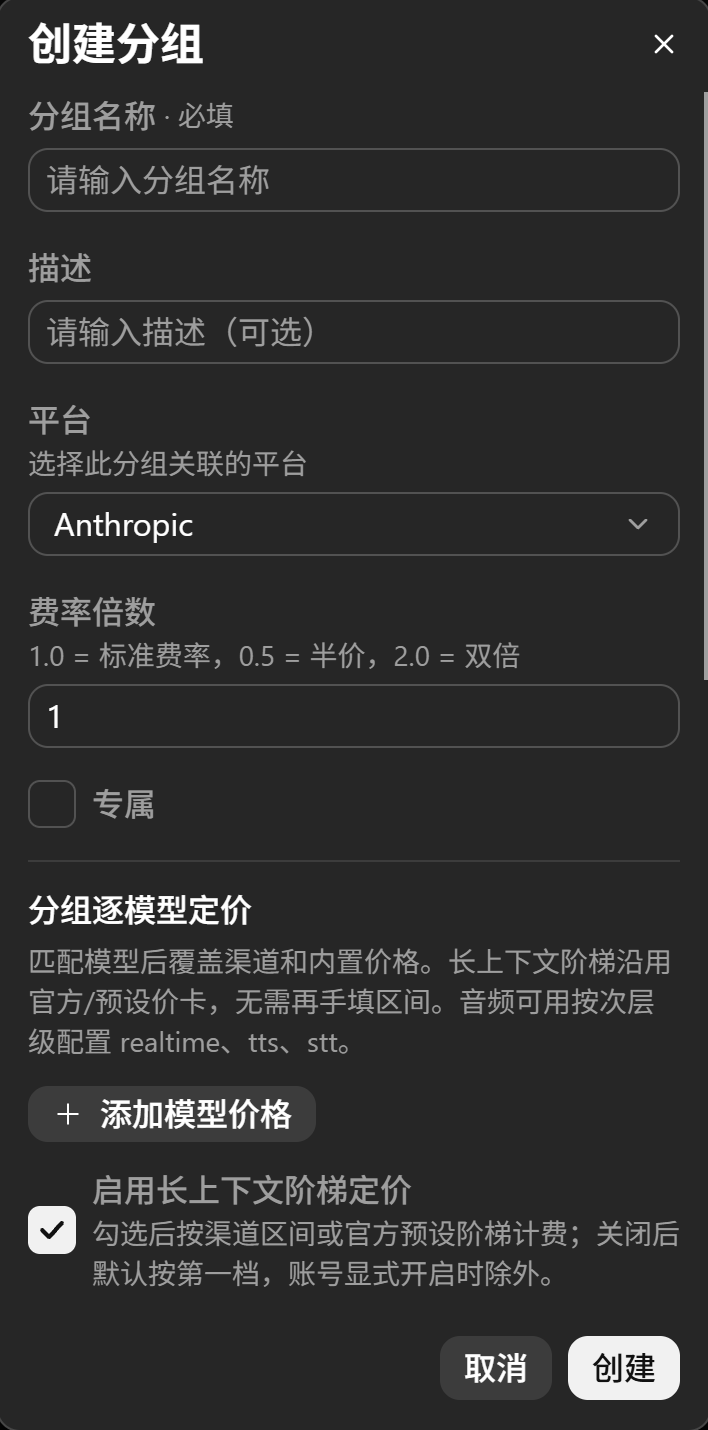 创建分组
分组名称 · 必填
请输入分组名称
描述
请输入描述（可选）
平台
选择此分组关联的平台
Anthropic
费率倍数
1.0 = 标准费率，0.5 = 半价，2.0 = 双倍
1
专属
分组逐模型定价
匹配模型后覆盖渠道和内置价格。长上下文阶梯沿用
官方/预设价卡，无需再手填区间。音频可用按次层
级配置 realtime、tts、stt。
添加模型价格
启用长上下文阶梯定价
勾选后按渠道区间或官方预设阶梯计费；关闭后
默认按第一档，账号显式开启时除外。
取消
创建